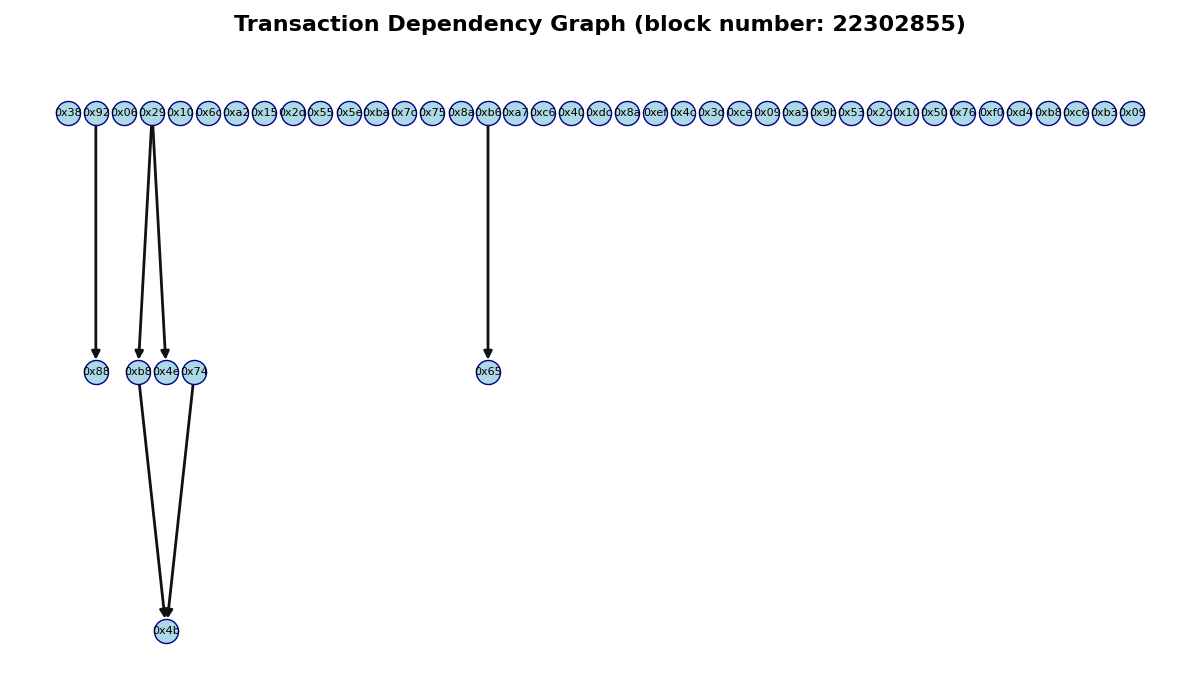 Transaction Dependency Graph (block number: 22302855)
0x38 0x92 0x06 0x29 0x10 0x6c 0xa2 0x15 0x2d 0x55 0x5e 0xba 0x7c 0x75 0x8a 0xb6 0xa7 0xc6 0x40 0xdc 0x8a 0xef 0x4c 0x3d 0xce 0x09 0xa5 0x9b 0x53 0x2c 0x10 0x50 0x76 0xf0 0xd4 0xb8 0xc6 0xb3 0x09
0x88 0xb8 0x4e 0x74 0x65
0x4b